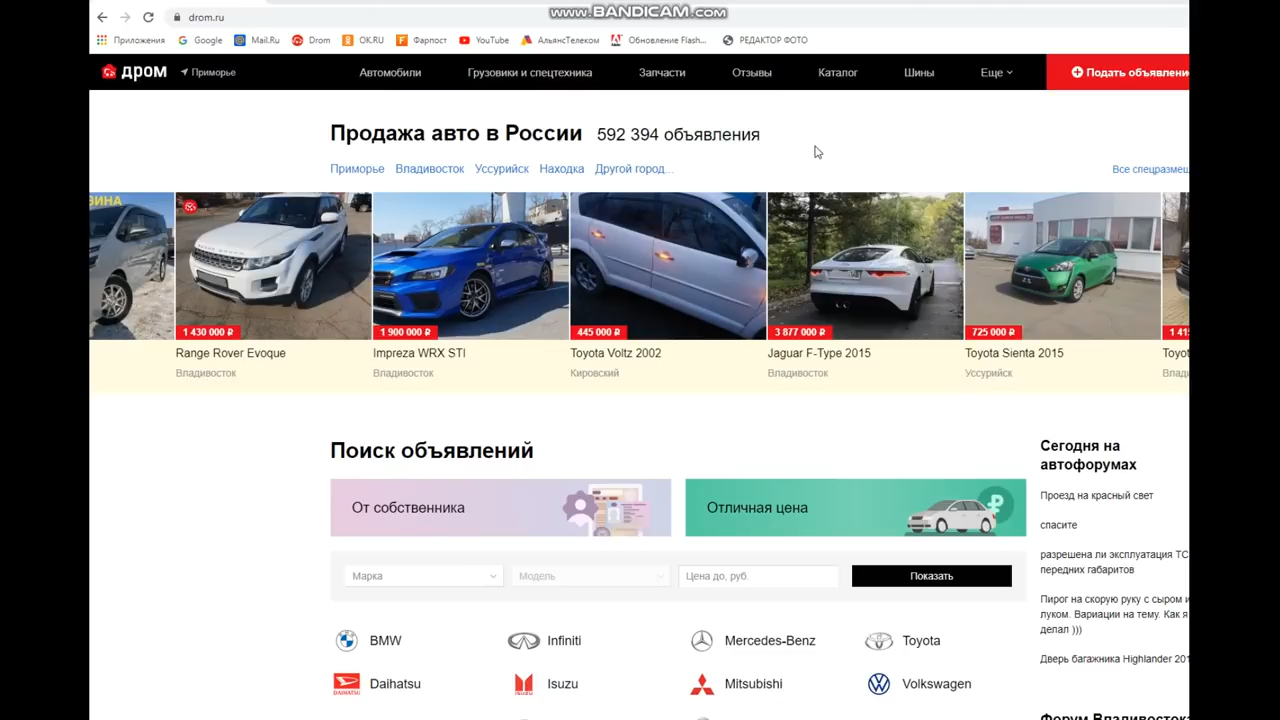 www.BANDICAM.com
drom.ru
Приложения Google Mail.Ru Drom OK.RU Фарпост YouTube АльянсТелеком Обновление Flash... РЕДАКТОР ФОТО
дром Приморье Автомобили Грузовики и спецтехника Запчасти Отзывы Каталог Шины Еще Подать объявлени
Продажа авто в России 592 394 объявления
Приморье Владивосток Уссурийск Находка Другой город... Все спецразмещ
1 430 000 ₽ 1 900 000 ₽ 445 000 ₽ 3 877 000 ₽ 725 000 ₽ 1 41
Range Rover Evoque Impreza WRX STI Toyota Voltz 2002 Jaguar F-Type 2015 Toyota Sienta 2015 Toyot
Владивосток Владивосток Кировский Владивосток Уссурийск Влади
Поиск объявлений
От собственника Отличная цена
Марка Модель Цена до, руб. Показать
BMW Infiniti Mercedes-Benz Toyota
Daihatsu Isuzu Mitsubishi Volkswagen
Сегодня на
автофорумах
Проезд на красный свет
спасите
разрешена ли эксплуатация ТС
передних габаритов
Пирог на скорую руку с сыром и
луком. Вариации на тему. Как я
делал )))
Дверь багажника Highlander 201
Форум Владивостока